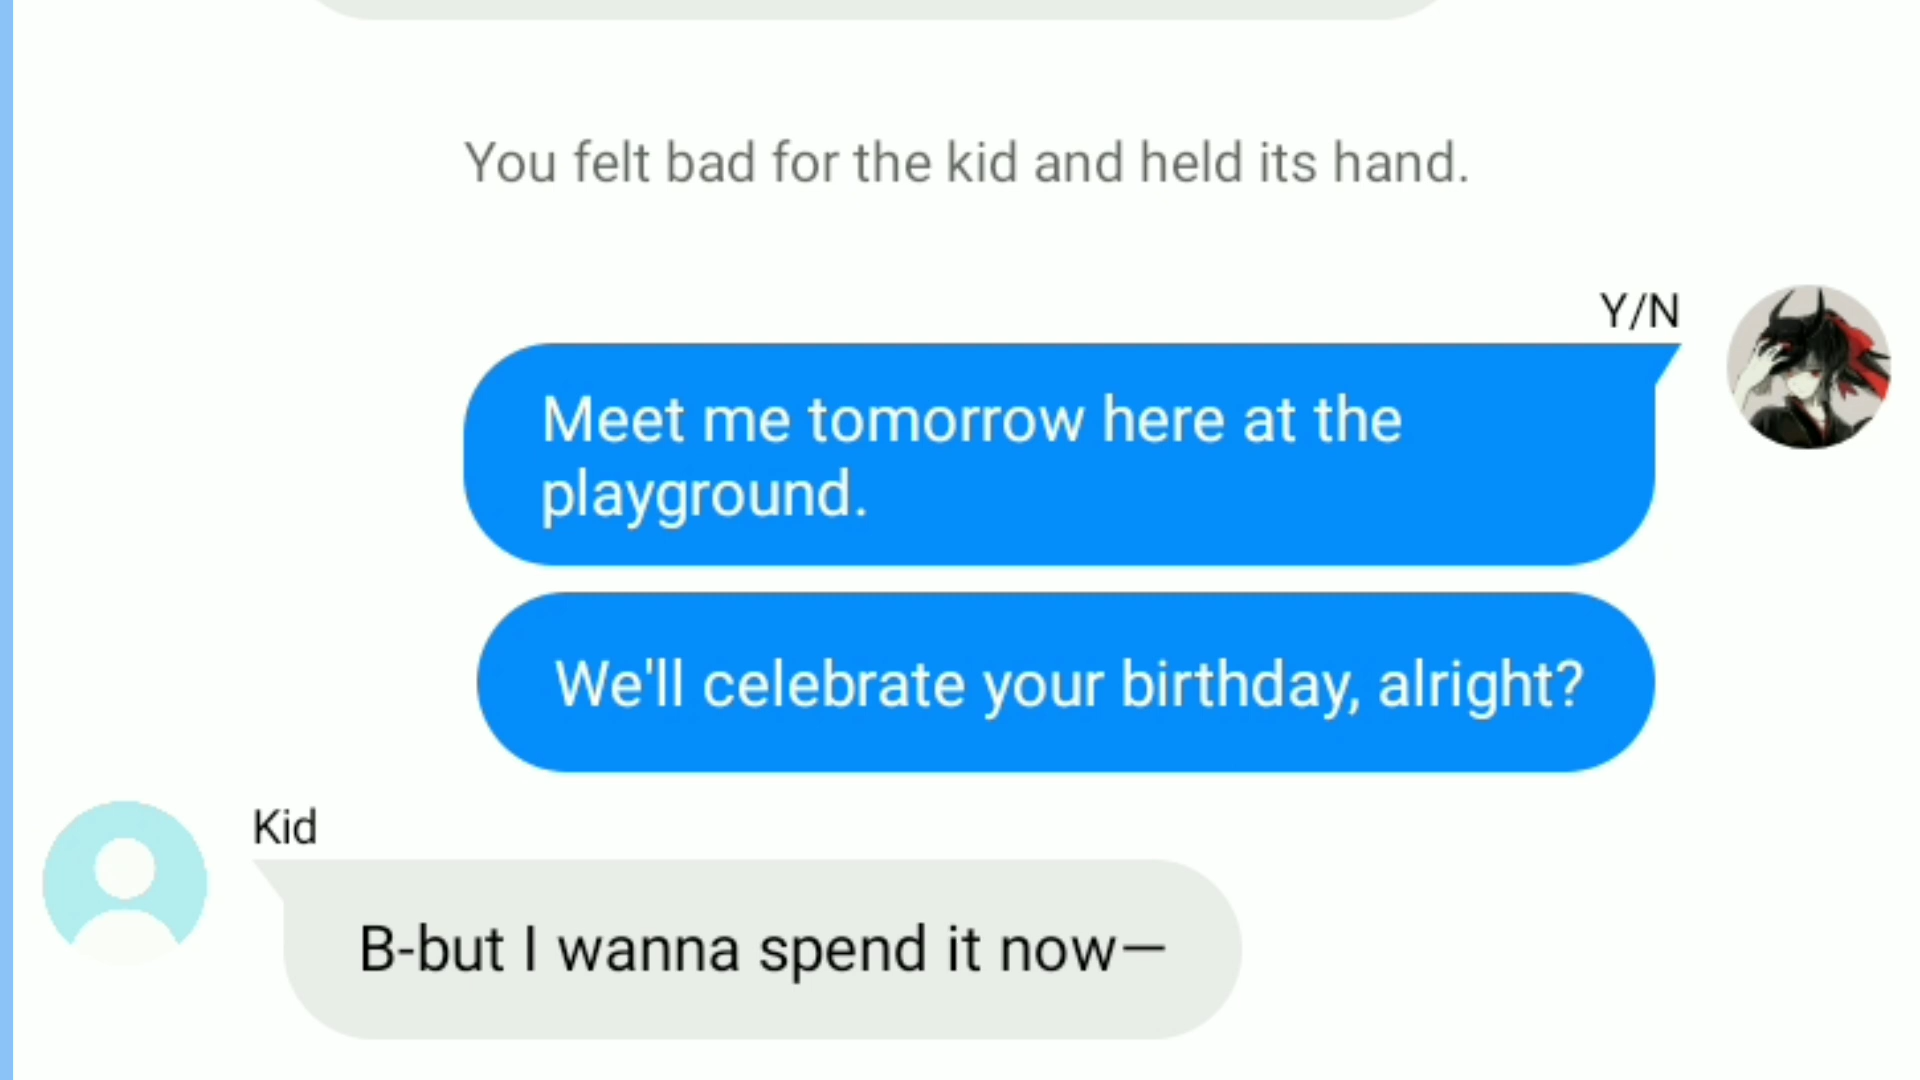 You felt bad for the kid and held its hand.
Y/N
Meet me tomorrow here at the
playground.
We'll celebrate your birthday, alright?
Kid
B-but I wanna spend it now—